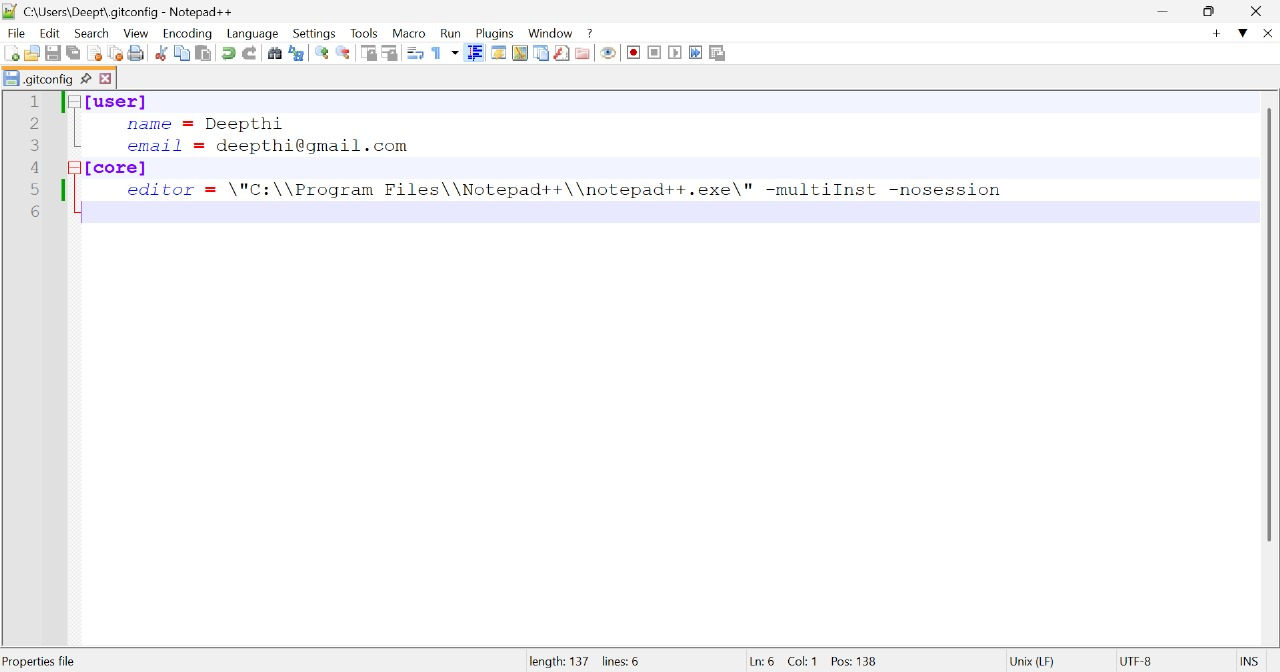 C:\Users\Deept\.gitconfig - Notepad++
File Edit Search View Encoding Language Settings Tools Macro Run Plugins Window ?
+ ▼ ✕
.gitconfig
1 [user]
2 name = Deepthi
3 email = deepthi@gmail.com
4 [core]
5 editor = \"C:\\Program Files\\Notepad++\\notepad++.exe\" -multiInst -nosession
6
Properties file length: 137 lines: 6 Ln: 6 Col: 1 Pos: 138 Unix (LF) UTF-8 INS